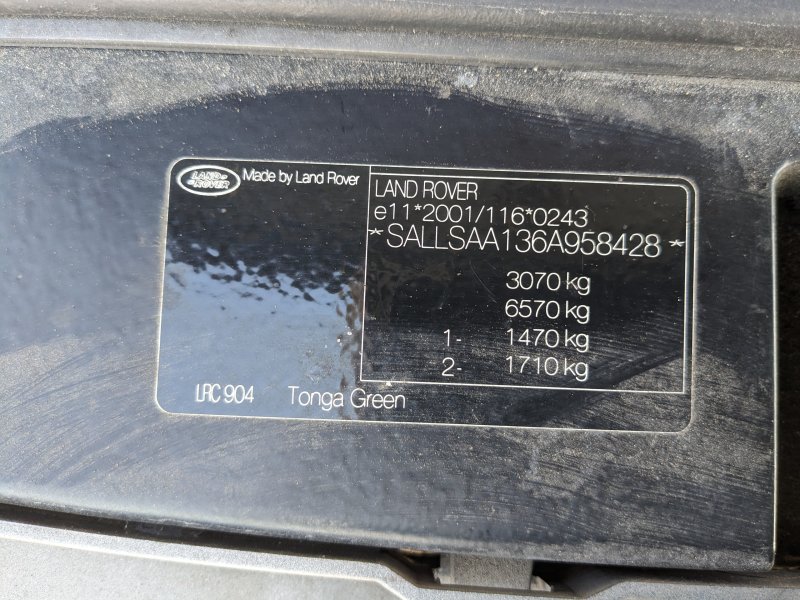 LAND ROVER
Made by Land Rover
LAND ROVER
e11*2001/116*0243
*SALLSAA136A958428*
3070 kg
6570 kg
1- 1470 kg
2- 1710 kg
LRC 904 Tonga Green